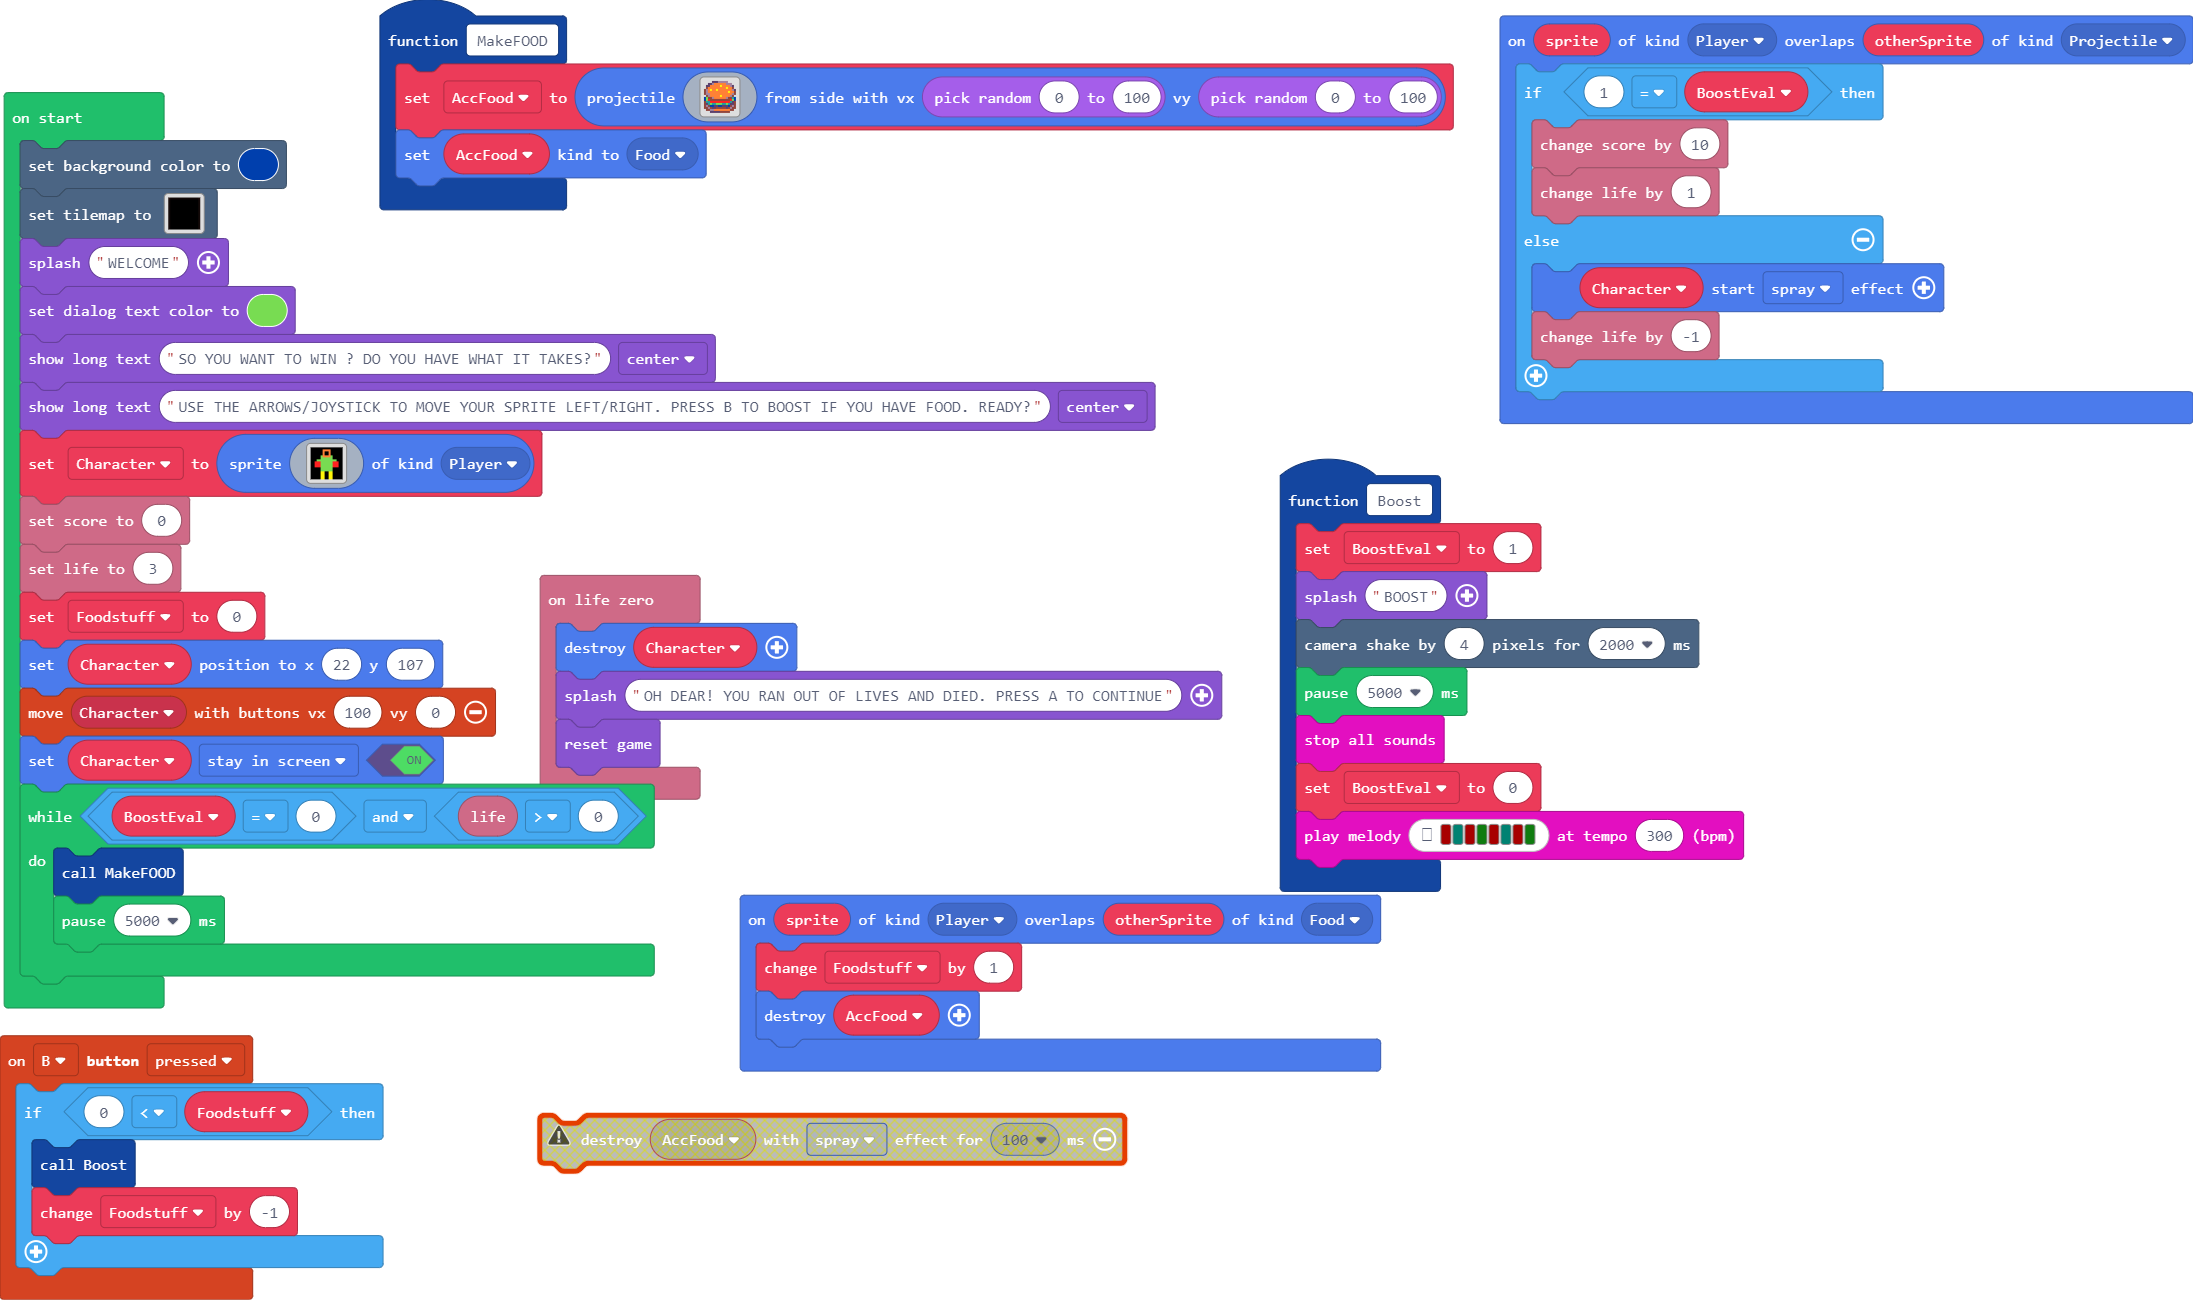 on start
set background color to
set tilemap to
splash "WELCOME"
set dialog text color to
show long text "SO YOU WANT TO WIN ? DO YOU HAVE WHAT IT TAKES?" center
show long text "USE THE ARROWS/JOYSTICK TO MOVE YOUR SPRITE LEFT/RIGHT. PRESS B TO BOOST IF YOU HAVE FOOD. READY?" center
set Character to sprite of kind Player
set score to 0
set life to 3
set Foodstuff to 0
set Character position to x 22 y 107
move Character with buttons vx 100 vy 0
set Character stay in screen ON
while BoostEval = 0 and life > 0
do
call MakeFOOD
pause 5000 ms
on B button pressed
if 0 < Foodstuff then
call Boost
change Foodstuff by -1
function MakeFOOD
set AccFood to projectile from side with vx pick random 0 to 100 vy pick random 0 to 100
set AccFood kind to Food
on life zero
destroy Character
splash "OH DEAR! YOU RAN OUT OF LIVES AND DIED. PRESS A TO CONTINUE"
reset game
on sprite of kind Player overlaps otherSprite of kind Food
change Foodstuff by 1
destroy AccFood
destroy AccFood with spray effect for 100 ms
on sprite of kind Player overlaps otherSprite of kind Projectile
if 1 = BoostEval then
change score by 10
change life by 1
else
Character start spray effect
change life by -1
function Boost
set BoostEval to 1
splash "BOOST"
camera shake by 4 pixels for 2000 ms
pause 5000 ms
stop all sounds
set BoostEval to 0
play melody at tempo 300 (bpm)